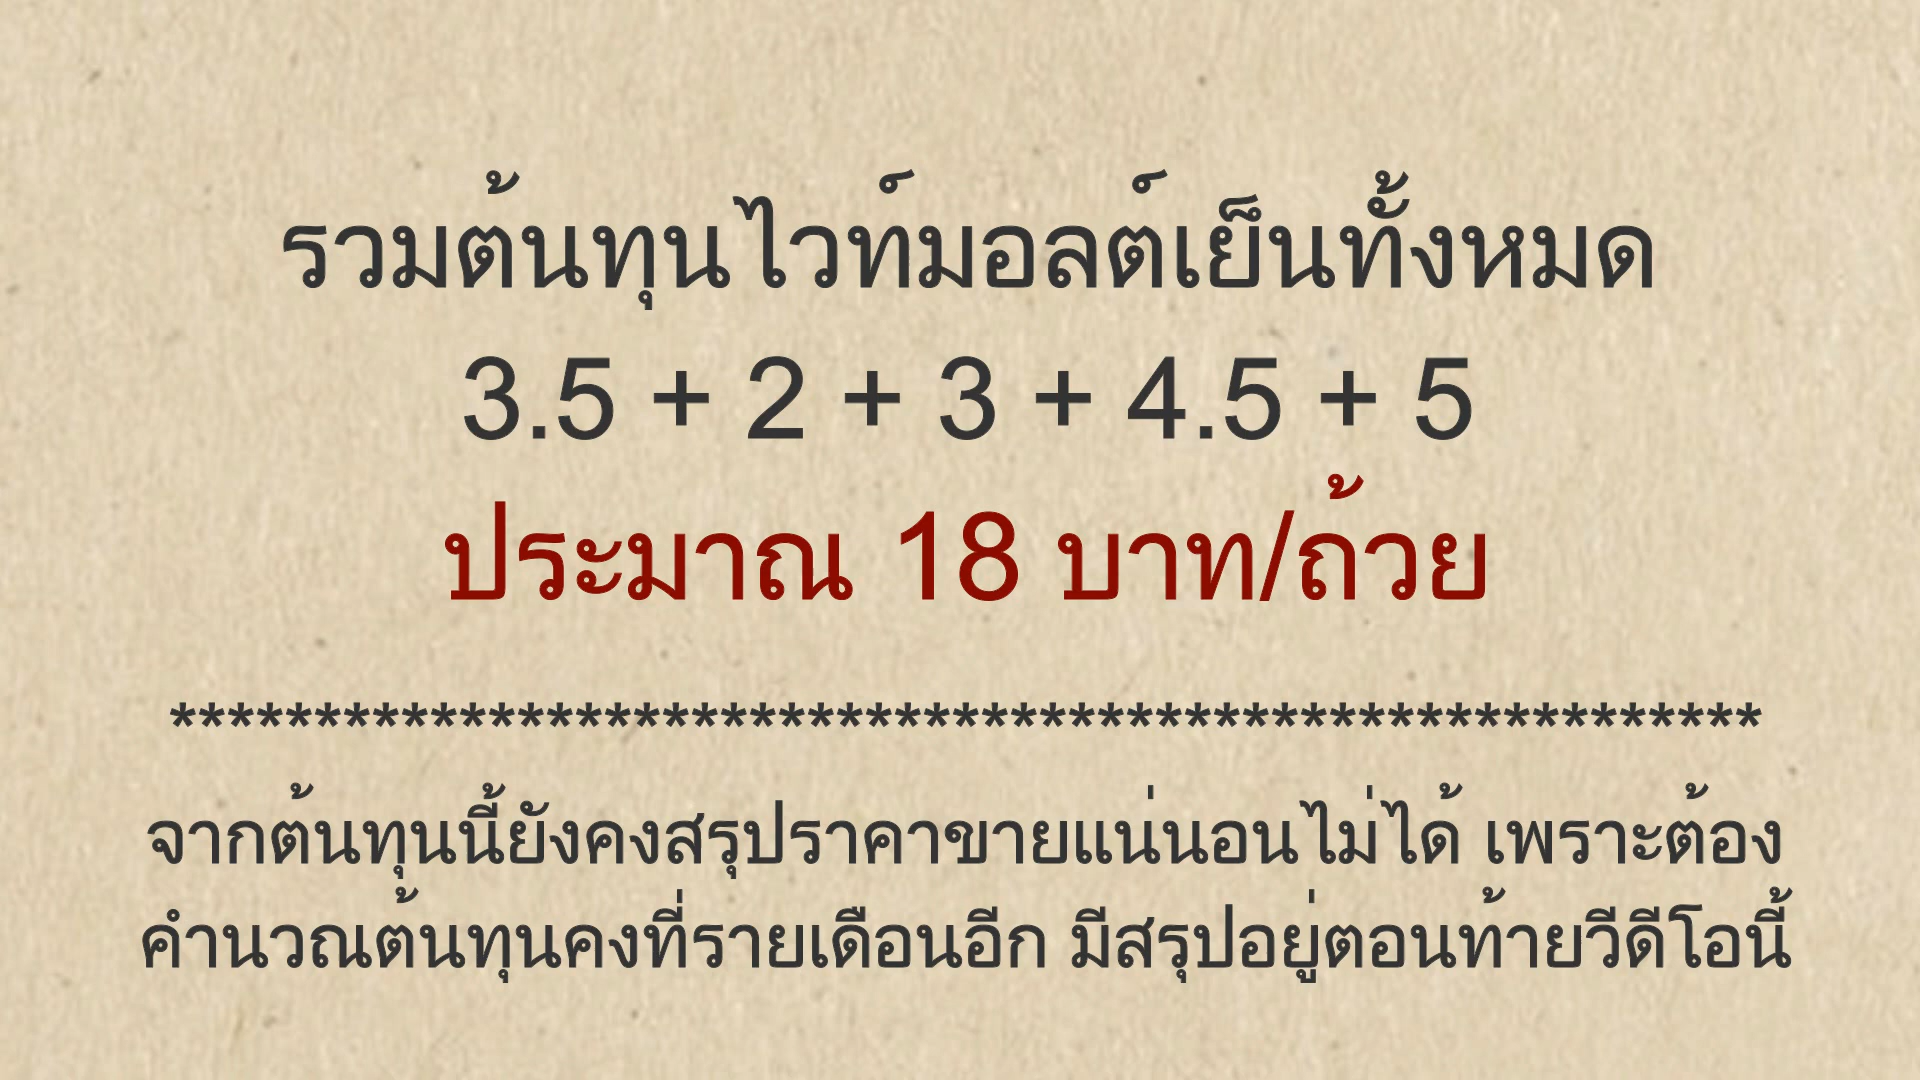 รวมต้นทุนไวท์มอลต์เย็นทั้งหมด
3.5 + 2 + 3 + 4.5 + 5
ประมาณ 18 บาท/ถ้วย
*******************************************************
จากต้นทุนนี้ยังคงสรุปราคาขายแน่นอนไม่ได้ เพราะต้อง
คำนวณต้นทุนคงที่รายเดือนอีก มีสรุปอยู่ตอนท้ายวีดีโอนี้